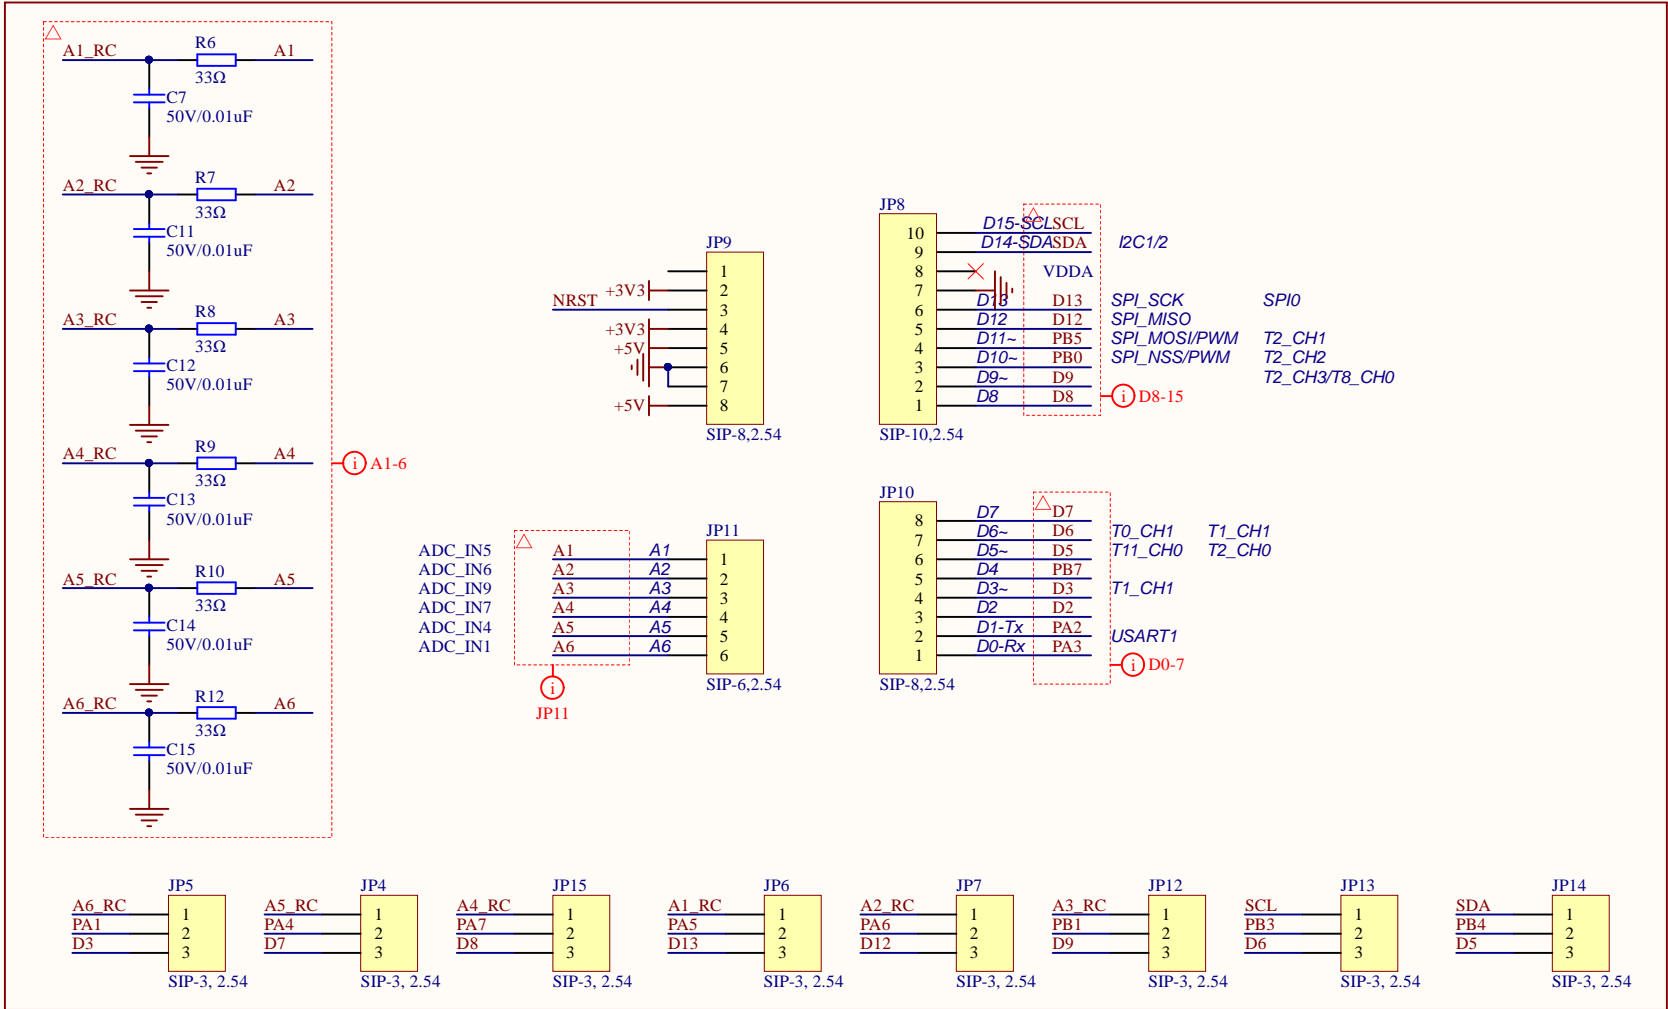 A1_RC R6 A1
33Ω
C7
50V/0.01uF
A2_RC R7 A2
33Ω
C11
50V/0.01uF
A3_RC R8 A3
33Ω
C12
50V/0.01uF
A4_RC R9 A4
33Ω
C13
50V/0.01uF
A5_RC R10 A5
33Ω
C14
50V/0.01uF
A6_RC R12 A6
33Ω
C15
50V/0.01uF
i A1-6
JP9
1
+3V3 2
NRST 3
+3V3 4
+5V 5
6
7
+5V 8
SIP-8,2.54
JP8
10 D15-SCL SCL
9 D14-SDA SDA I2C1/2
8 VDDA
7
6 D13 D13 SPI_SCK SPI0
5 D12 D12 SPI_MISO
4 D11~ PB5 SPI_MOSI/PWM T2_CH1
3 D10~ PB0 SPI_NSS/PWM T2_CH2
2 D9~ D9 T2_CH3/T8_CH0
1 D8 D8
i D8-15
SIP-10,2.54
JP11
ADC_IN5 A1 A1 1
ADC_IN6 A2 A2 2
ADC_IN9 A3 A3 3
ADC_IN7 A4 A4 4
ADC_IN4 A5 A5 5
ADC_IN1 A6 A6 6
SIP-6,2.54
i
JP11
JP10
8 D7 D7
7 D6~ D6 T0_CH1 T1_CH1
6 D5~ D5 T11_CH0 T2_CH0
5 D4 PB7
4 D3~ D3 T1_CH1
3 D2 D2
2 D1-Tx PA2 USART1
1 D0-Rx PA3
i D0-7
SIP-8,2.54
JP5
A6_RC 1
PA1 2
D3 3
SIP-3, 2.54
JP4
A5_RC 1
PA4 2
D7 3
SIP-3, 2.54
JP15
A4_RC 1
PA7 2
D8 3
SIP-3, 2.54
JP6
A1_RC 1
PA5 2
D13 3
SIP-3, 2.54
JP7
A2_RC 1
PA6 2
D12 3
SIP-3, 2.54
JP12
A3_RC 1
PB1 2
D9 3
SIP-3, 2.54
JP13
SCL 1
PB3 2
D6 3
SIP-3, 2.54
JP14
SDA 1
PB4 2
D5 3
SIP-3, 2.54